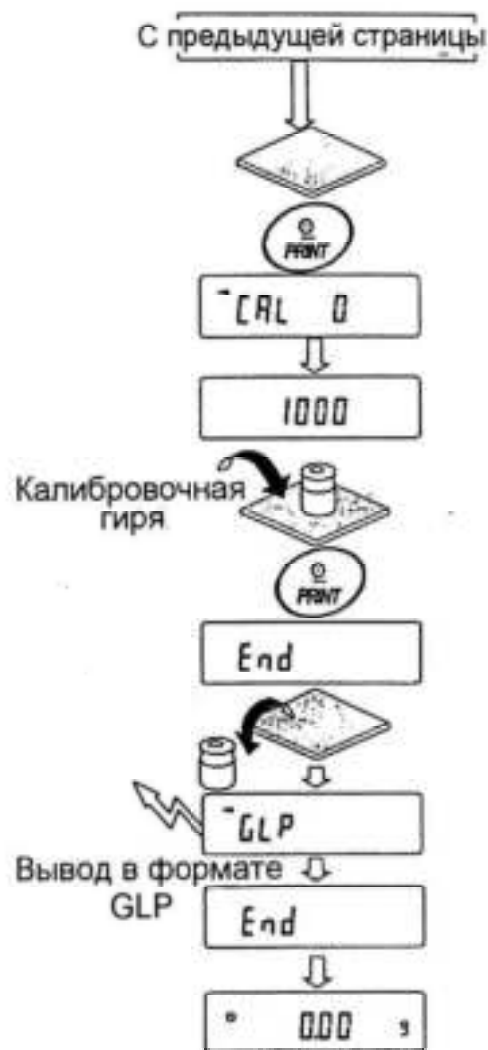 С предыдущей страницы
PRINT
CAL 0
1000
Калибровочная
гиря
PRINT
End
GLP
Вывод в формате
GLP
End
0.00 g